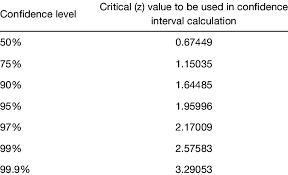 Confidence level
Critical (z) value to be used in confidence
interval calculation
50% 0.67449
75% 1.15035
90% 1.64485
95% 1.95996
97% 2.17009
99% 2.57583
99.9% 3.29053